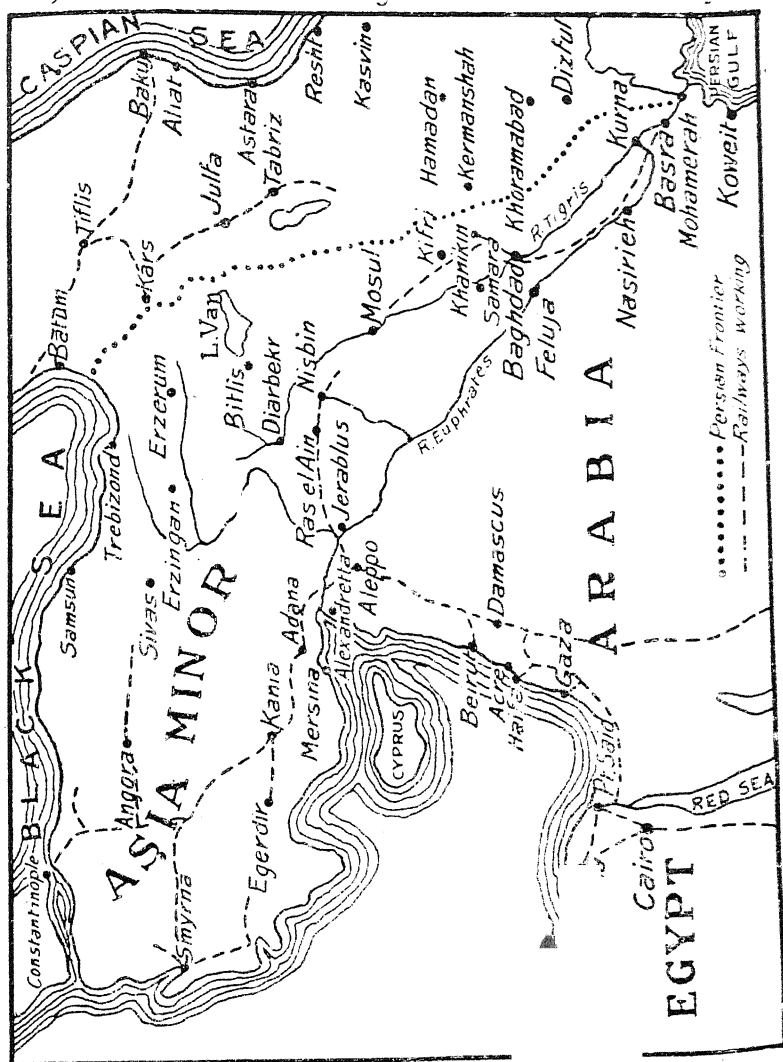 CASPIAN SEA
BLACK SEA
Constantinople
Samsun
Trebizond
Batum
Tiflis
Baku
Aliat
Astara
Resht
Kasvin
Kars
Julfa
Tabriz
Angora
Sivas
Erzingan
Erzerum
L.Van
Bitlis
Diarbekr
Nisbin
Mosul
Kifri
Hamadan
Kermanshah
Dizful
Khanikin
Samara
Khoramabad
Baghdad
Feluja
R.Tigris
Kurna
Basra
Mohamerah
PERSIAN
GULF
Koweit
Nasirieh
ASIA MINOR
Smyrna
Egerdir
Kania
Adana
Mersina
Alexandretta
Ras el Ain
Jerablus
Aleppo
R.Euphrates
CYPRUS
Damascus
Beirut
Acre
Haifa
Gaza
ARABIA
Pt.Said
Cairo
RED SEA
EGYPT
Persian Frontier
Railways working